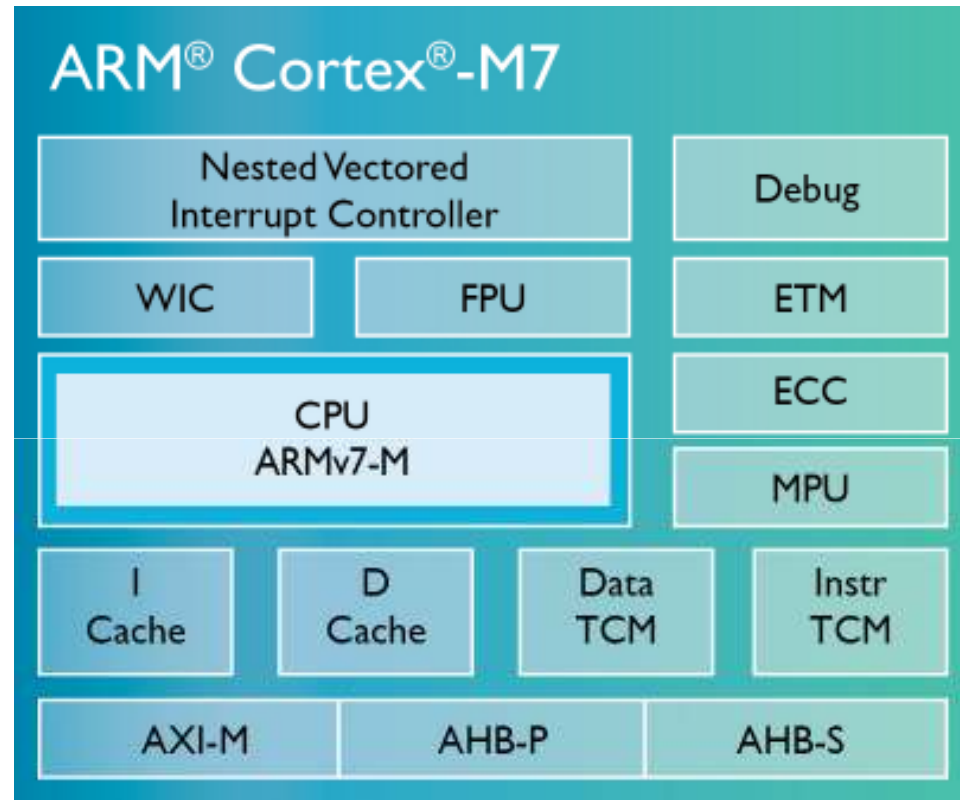 ARM® Cortex®-M7
Nested Vectored
Interrupt Controller
Debug
WIC
FPU
ETM
CPU
ARMv7-M
ECC
MPU
I
Cache
D
Cache
Data
TCM
Instr
TCM
AXI-M
AHB-P
AHB-S